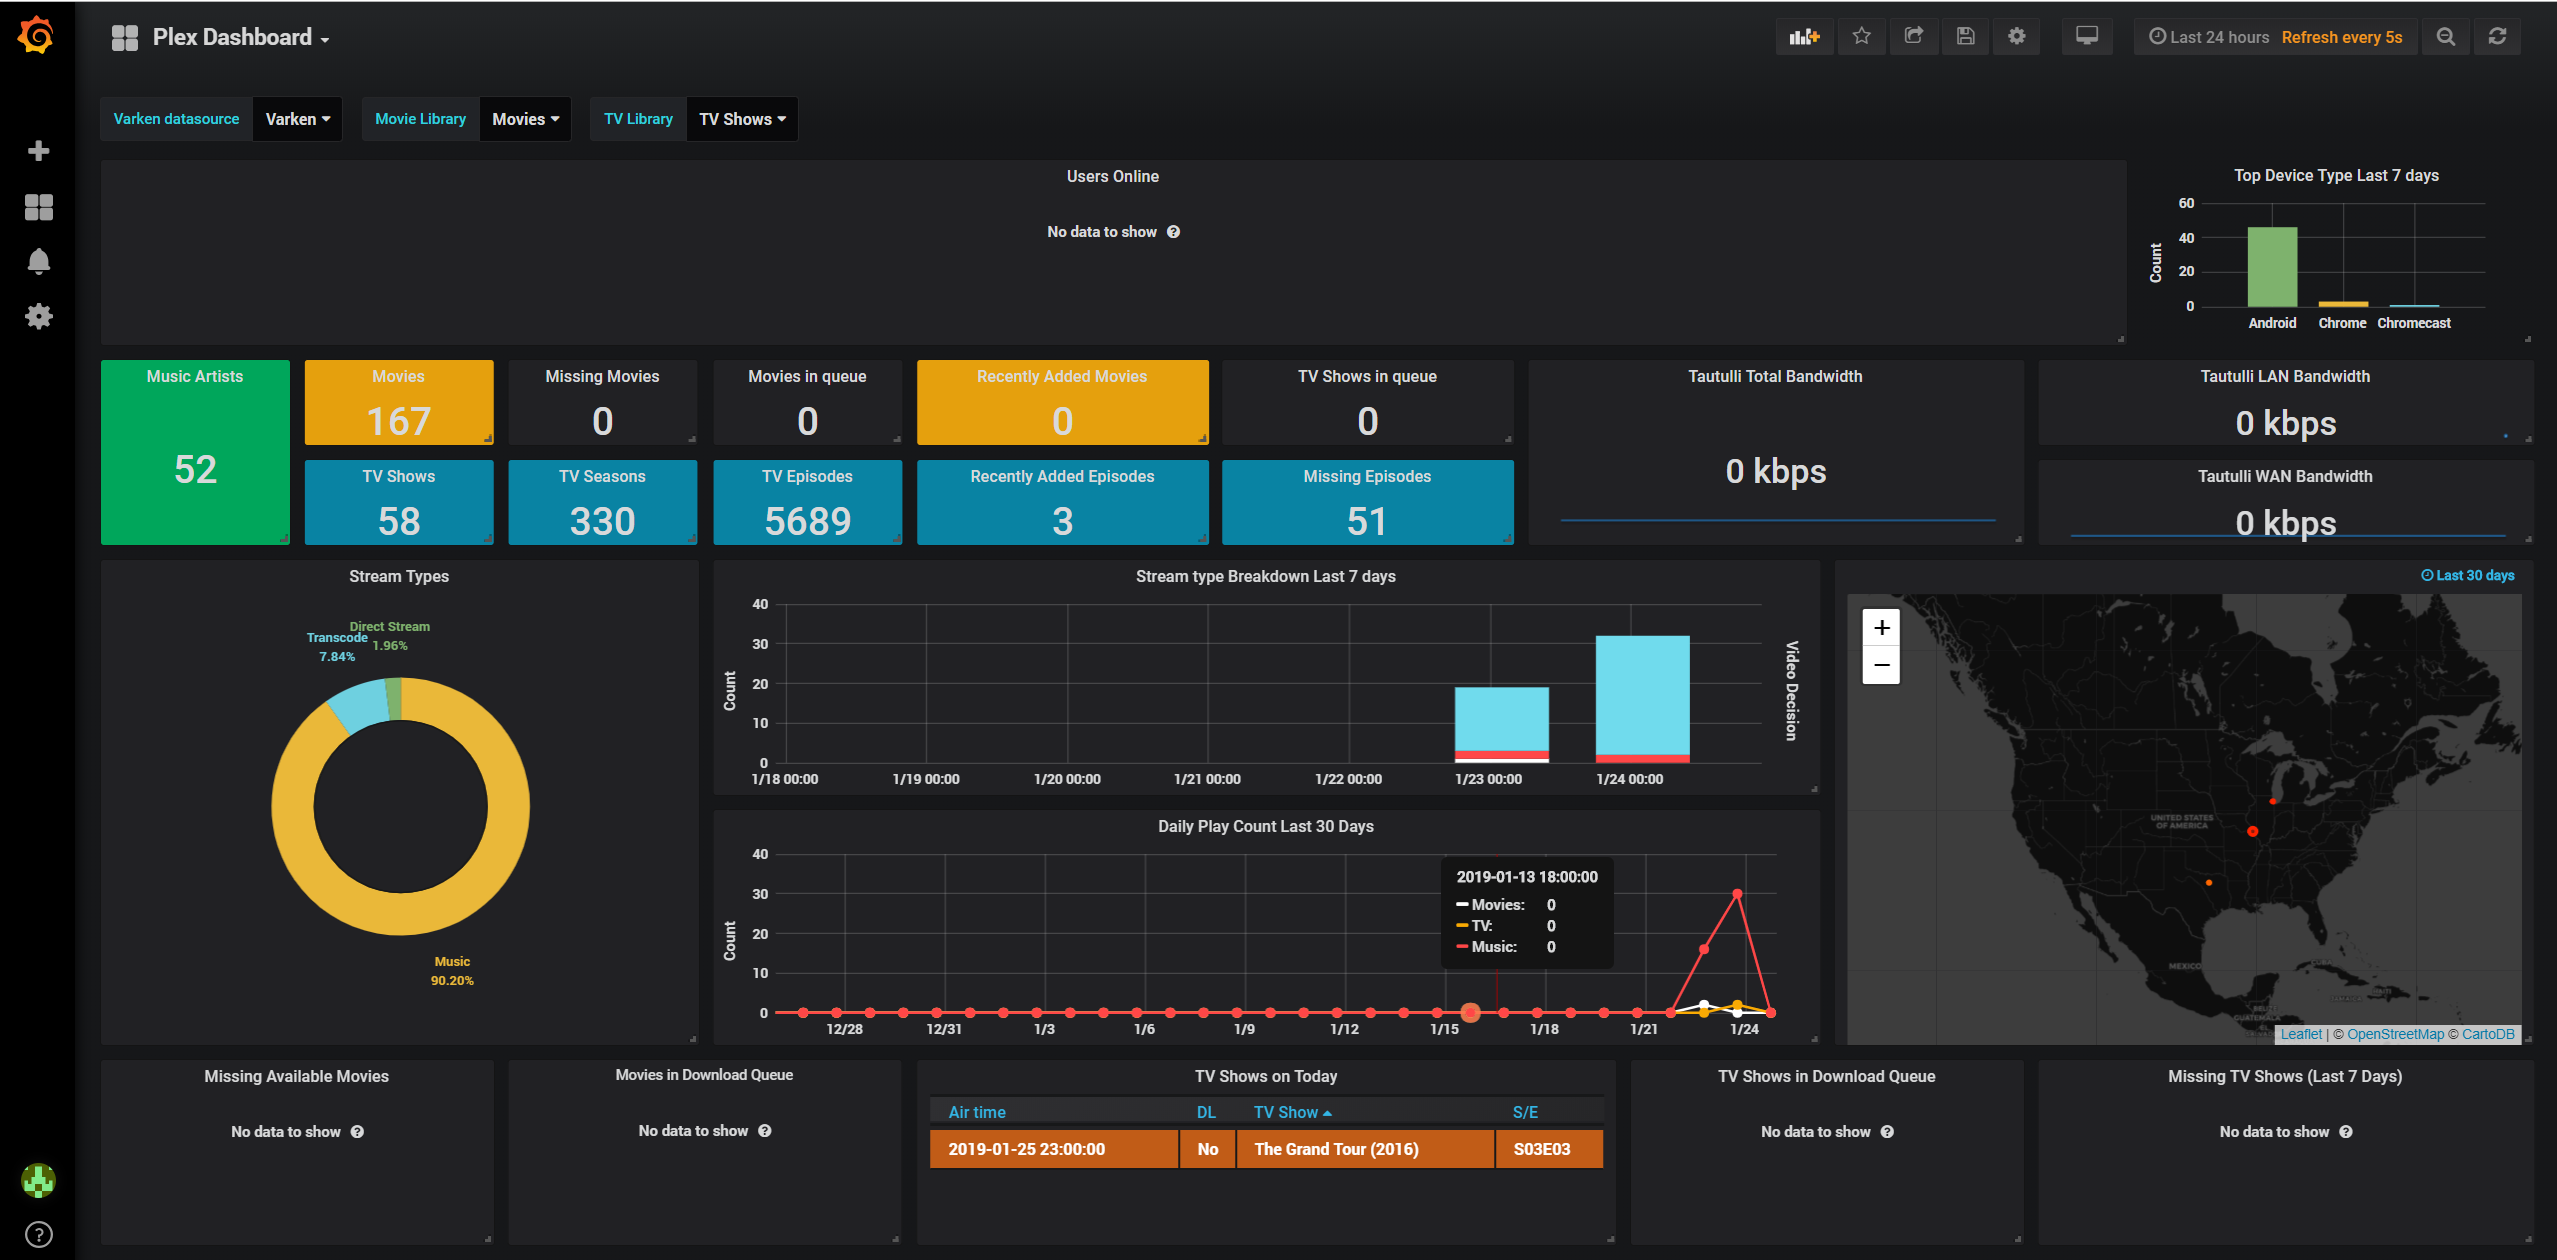 Plex Dashboard
Last 24 hours Refresh every 5s
Varken datasource Varken Movie Library Movies TV Library TV Shows
Users Online
No data to show
Top Device Type Last 7 days
60
40
20
0
Count
Android Chrome Chromecast
Music Artists
52
Movies
167
Missing Movies
0
Movies in queue
0
Recently Added Movies
0
TV Shows in queue
0
TV Shows
58
TV Seasons
330
TV Episodes
5689
Recently Added Episodes
3
Missing Episodes
51
Tautulli Total Bandwidth
0 kbps
Tautulli LAN Bandwidth
0 kbps
Tautulli WAN Bandwidth
0 kbps
Stream Types
Direct Stream
1.96%
Transcode
7.84%
Music
90.20%
Stream type Breakdown Last 7 days
40
30
20
10
0
Count
Video Decision
1/18 00:00 1/19 00:00 1/20 00:00 1/21 00:00 1/22 00:00 1/23 00:00 1/24 00:00
Daily Play Count Last 30 Days
40
30
20
10
0
Count
12/28 12/31 1/3 1/6 1/9 1/12 1/15 1/18 1/21 1/24
2019-01-13 18:00:00
Movies: 0
TV: 0
Music: 0
Last 30 days
+
−
UNITED STATES
OF AMERICA
MEXICO
Leaflet | © OpenStreetMap © CartoDB
Missing Available Movies
No data to show
Movies in Download Queue
No data to show
TV Shows on Today
Air time DL TV Show S/E
2019-01-25 23:00:00 No The Grand Tour (2016) S03E03
TV Shows in Download Queue
No data to show
Missing TV Shows (Last 7 Days)
No data to show